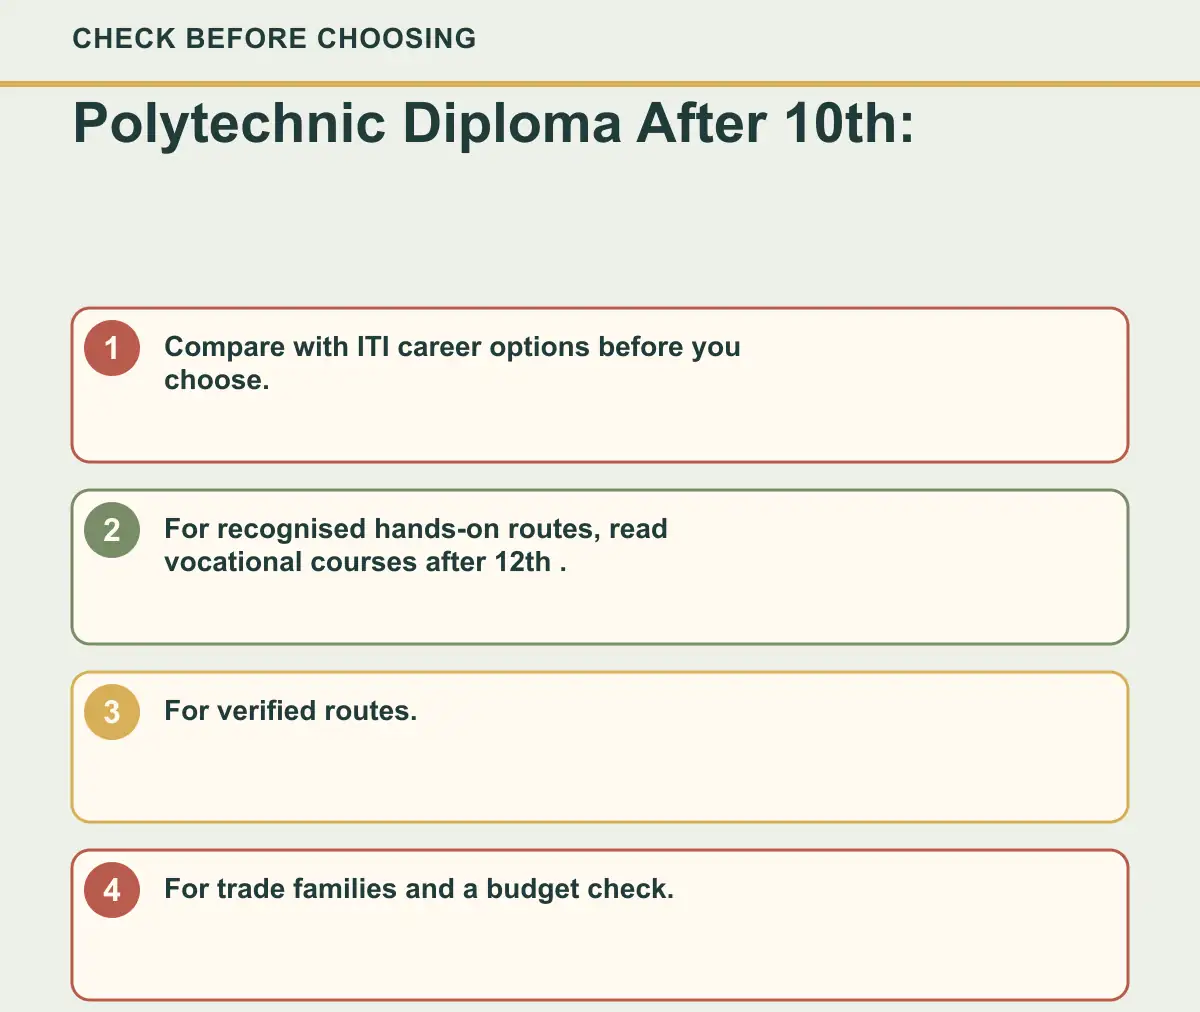 CHECK BEFORE CHOOSING
Polytechnic Diploma After 10th:
1
Compare with ITI career options before you
choose.
2
For recognised hands-on routes, read
vocational courses after 12th .
3
For verified routes.
4
For trade families and a budget check.